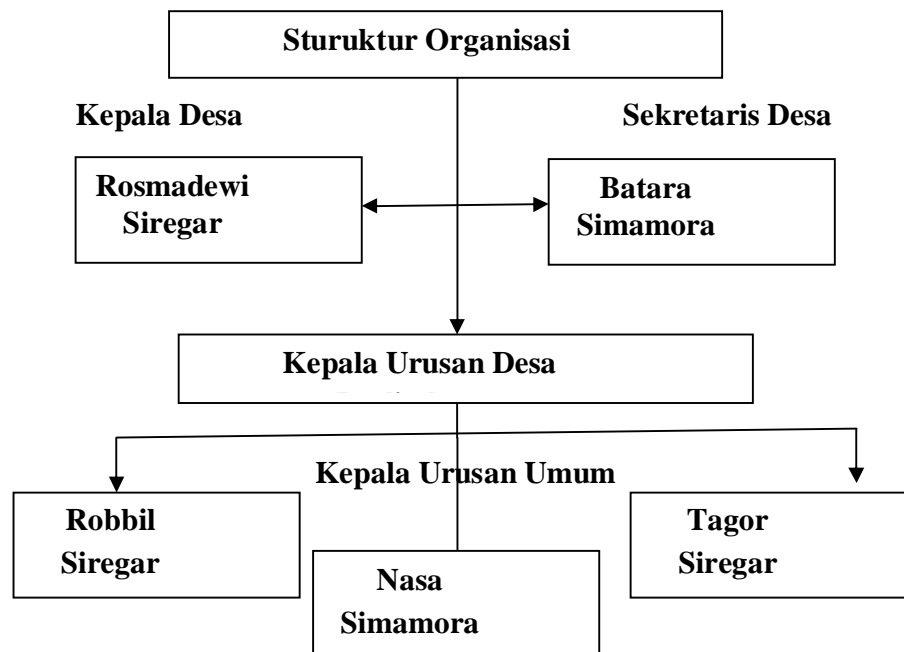 Sturuktur Organisasi
Kepala Desa
Sekretaris Desa
Rosmadewi
Siregar
Batara
Simamora
Kepala Urusan Desa
Kepala Urusan Umum
Robbil
Siregar
Nasa
Simamora
Tagor
Siregar